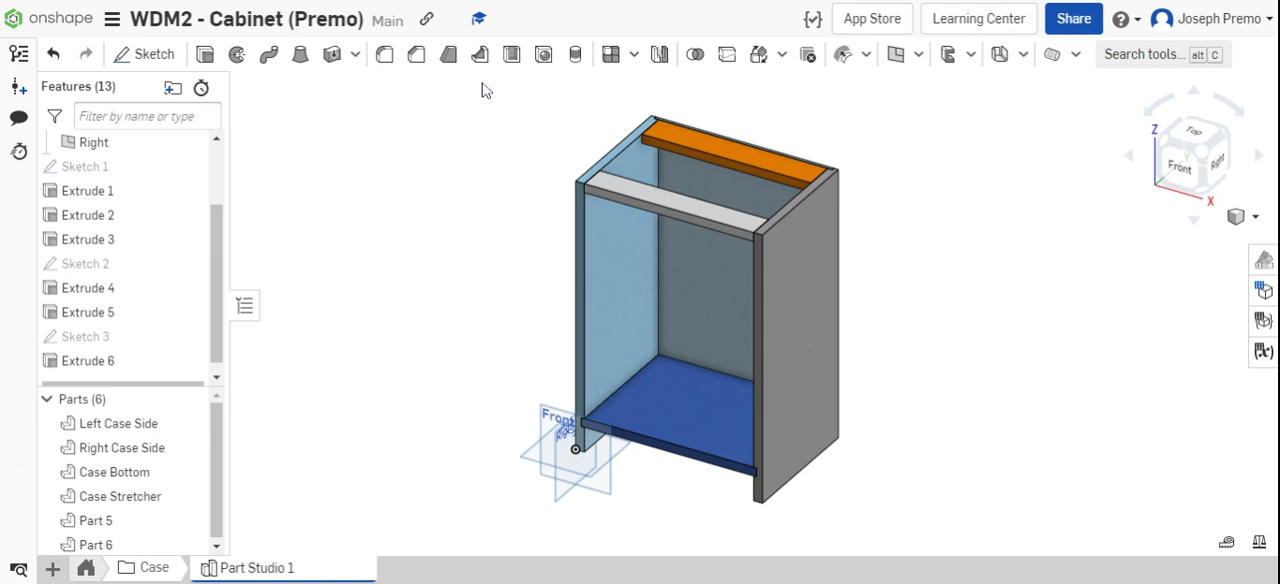 onshape
WDM2 - Cabinet (Premo) Main
App Store
Learning Center
Share
Joseph Premo
Sketch
Search tools... alt C
Features (13)
Filter by name or type
Right
Sketch 1
Extrude 1
Extrude 2
Extrude 3
Sketch 2
Extrude 4
Extrude 5
Sketch 3
Extrude 6
Parts (6)
Left Case Side
Right Case Side
Case Bottom
Case Stretcher
Part 5
Part 6
Front
Z
Top
Y
Front
Right
X
Case
Part Studio 1